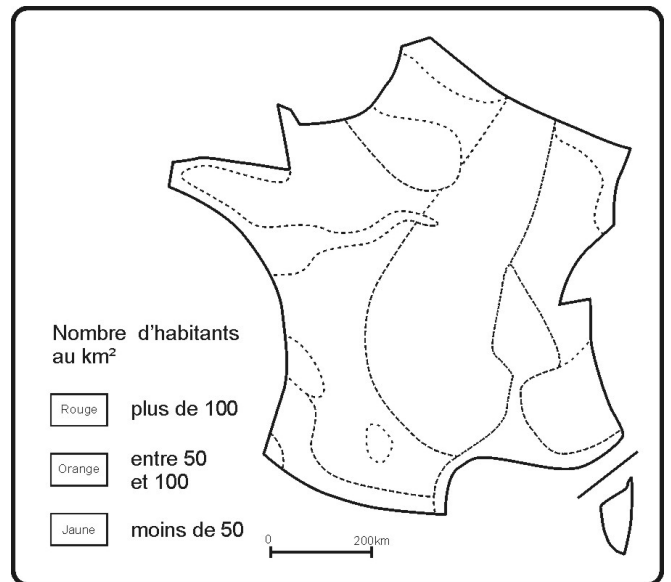 Nombre d'habitants
au km²
Rouge plus de 100
Orange entre 50
et 100
Jaune moins de 50
0 200km